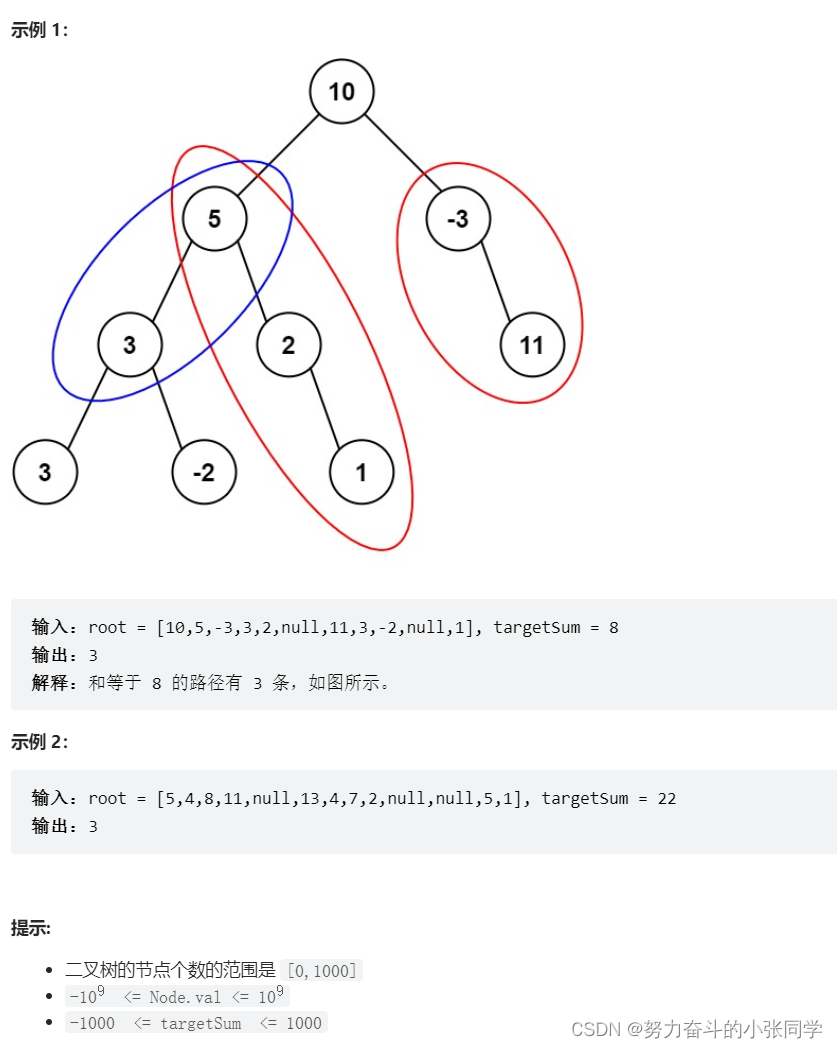 示例 1：
10
5
-3
3
2
11
3
-2
1
输入：root = [10,5,-3,3,2,null,11,3,-2,null,1], targetSum = 8
输出：3
解释：和等于 8 的路径有 3 条，如图所示。
示例 2：
输入：root = [5,4,8,11,null,13,4,7,2,null,null,5,1], targetSum = 22
输出：3
提示:
• 二叉树的节点个数的范围是 [0,1000]
• -10⁹ <= Node.val <= 10⁹
• -1000 <= targetSum <= 1000
CSDN @努力奋斗的小张同学